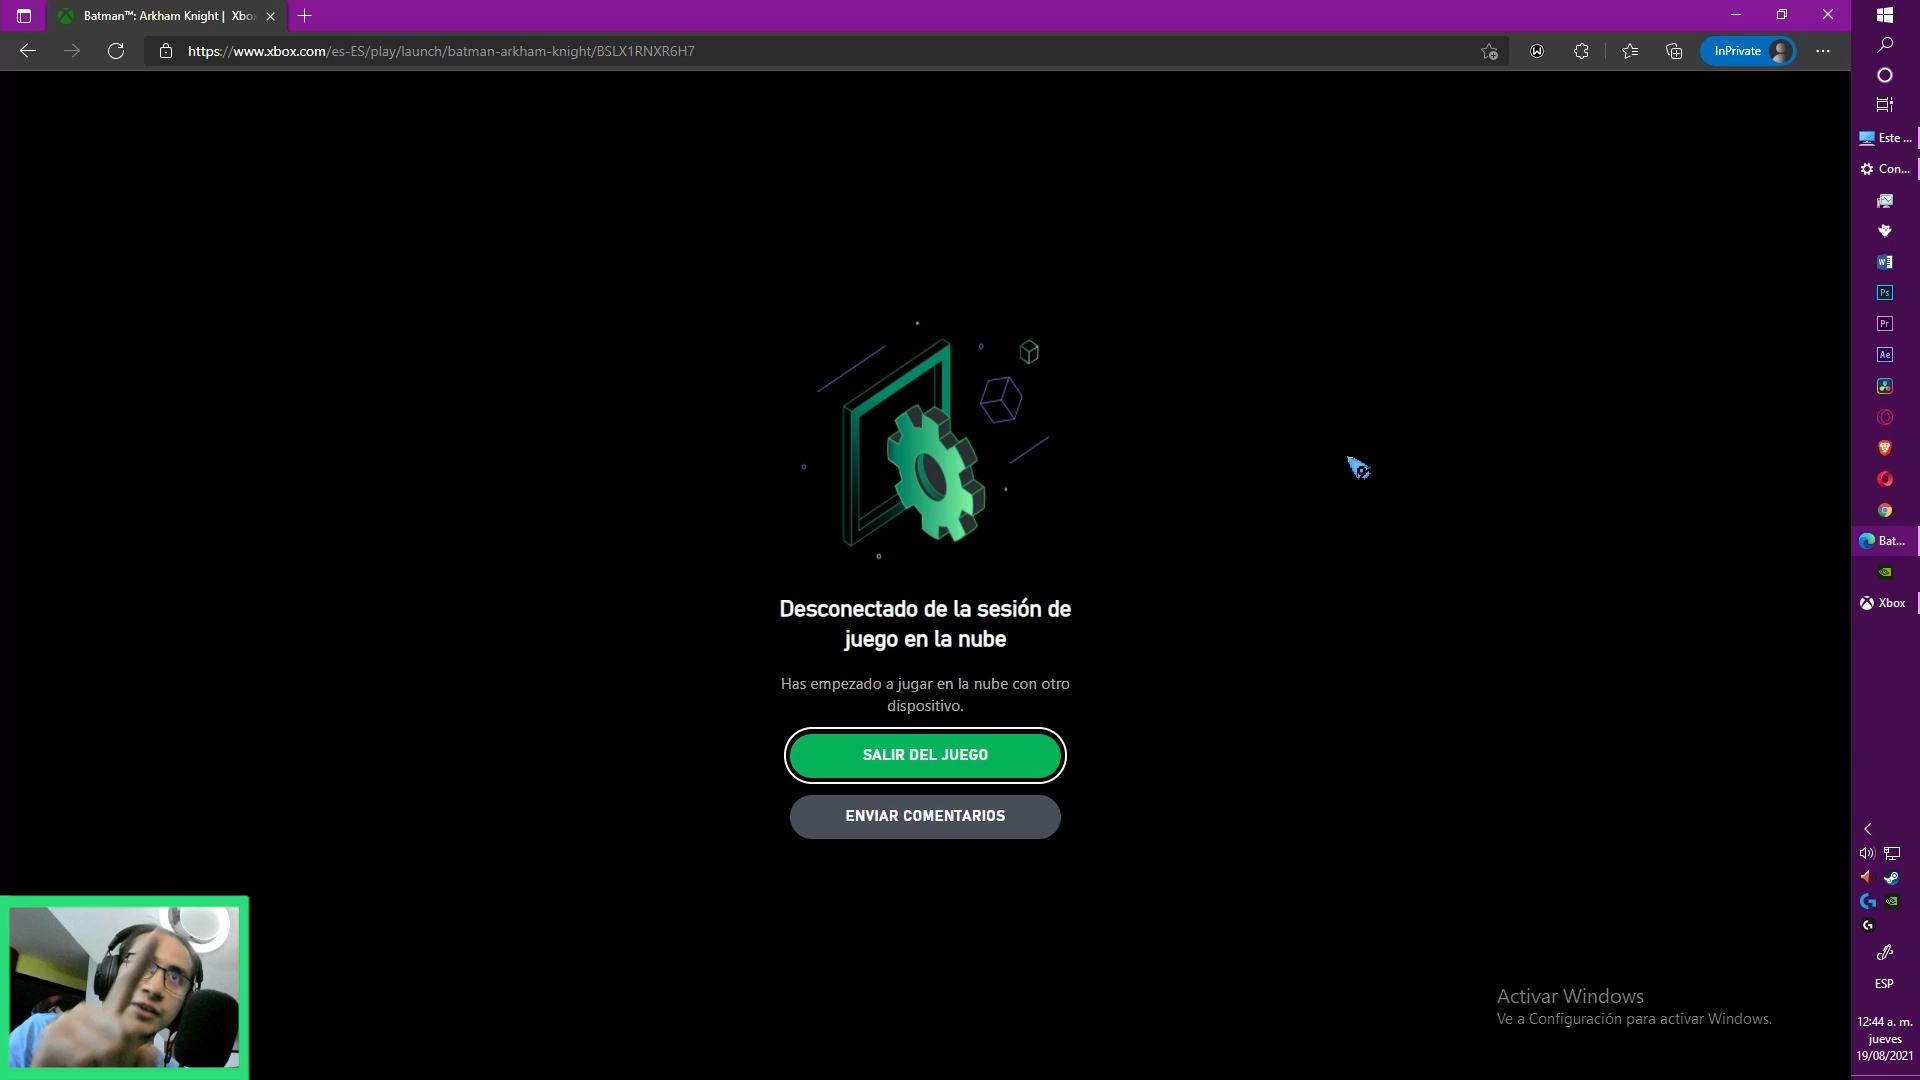 Batman™: Arkham Knight | Xbo
https://www.xbox.com/es-ES/play/launch/batman-arkham-knight/BSLX1RNXR6H7
InPrivate
Este ...
Con...
W
Ps
Pr
Ae
Bat...
Xbox
Desconectado de la sesión de
juego en la nube
Has empezado a jugar en la nube con otro
dispositivo.
SALIR DEL JUEGO
ENVIAR COMENTARIOS
Activar Windows
Ve a Configuración para activar Windows.
ESP
12:44 a. m.
jueves
19/08/2021